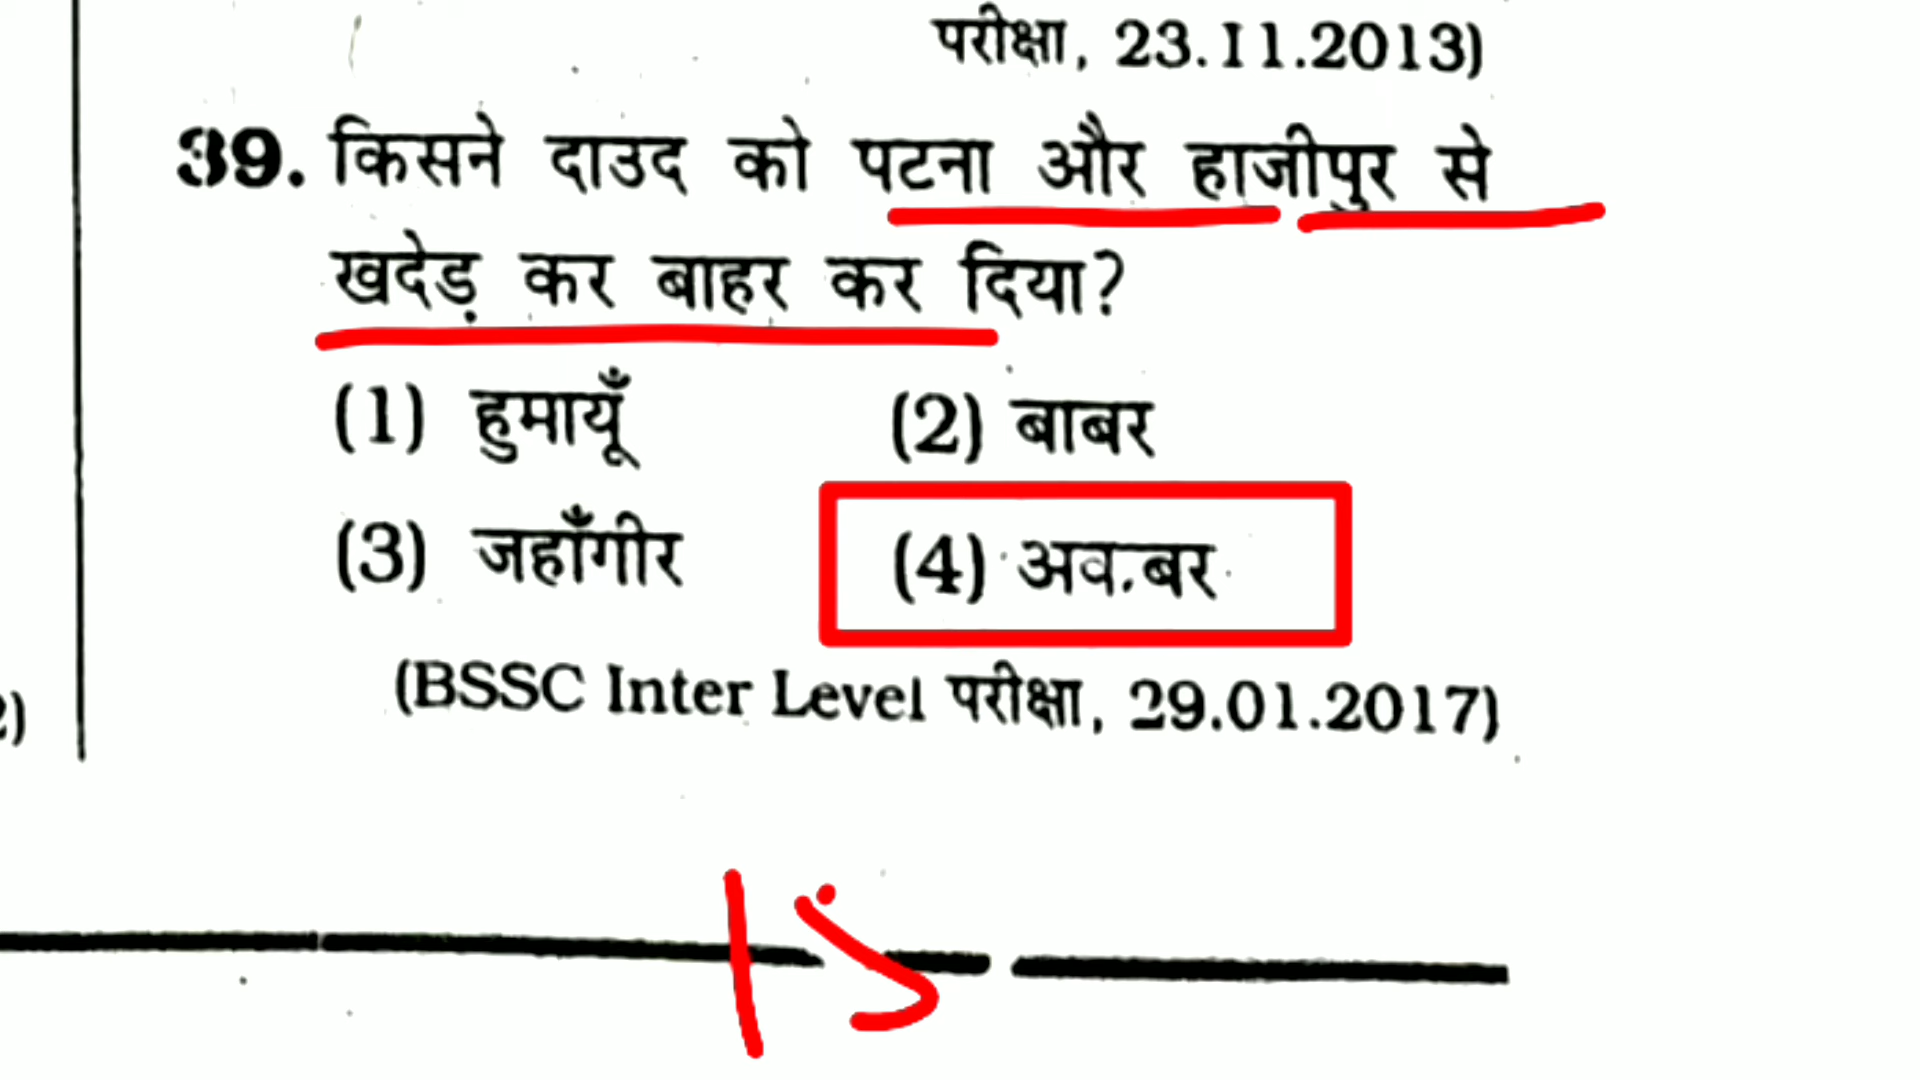 परीक्षा, 23.11.2013)
39. किसने दाउद को पटना और हाजीपुर से
खदेड़ कर बाहर कर दिया?
(1) हुमायूँ (2) बाबर
(3) जहाँगीर (4) अकबर
(BSSC Inter Level परीक्षा, 29.01.2017)
2)